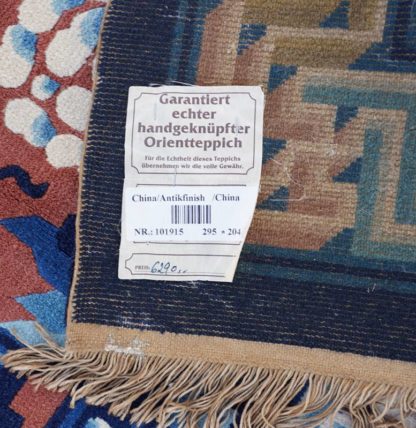 Garantiert
echter
handgeknüpfter
Orientteppich
Für die Echtheit dieses Teppichs
übernehmen wir die volle Gewähr.
China/Antikfinish /China
NR.: 101915 295 * 204
PREIS: 6290,--